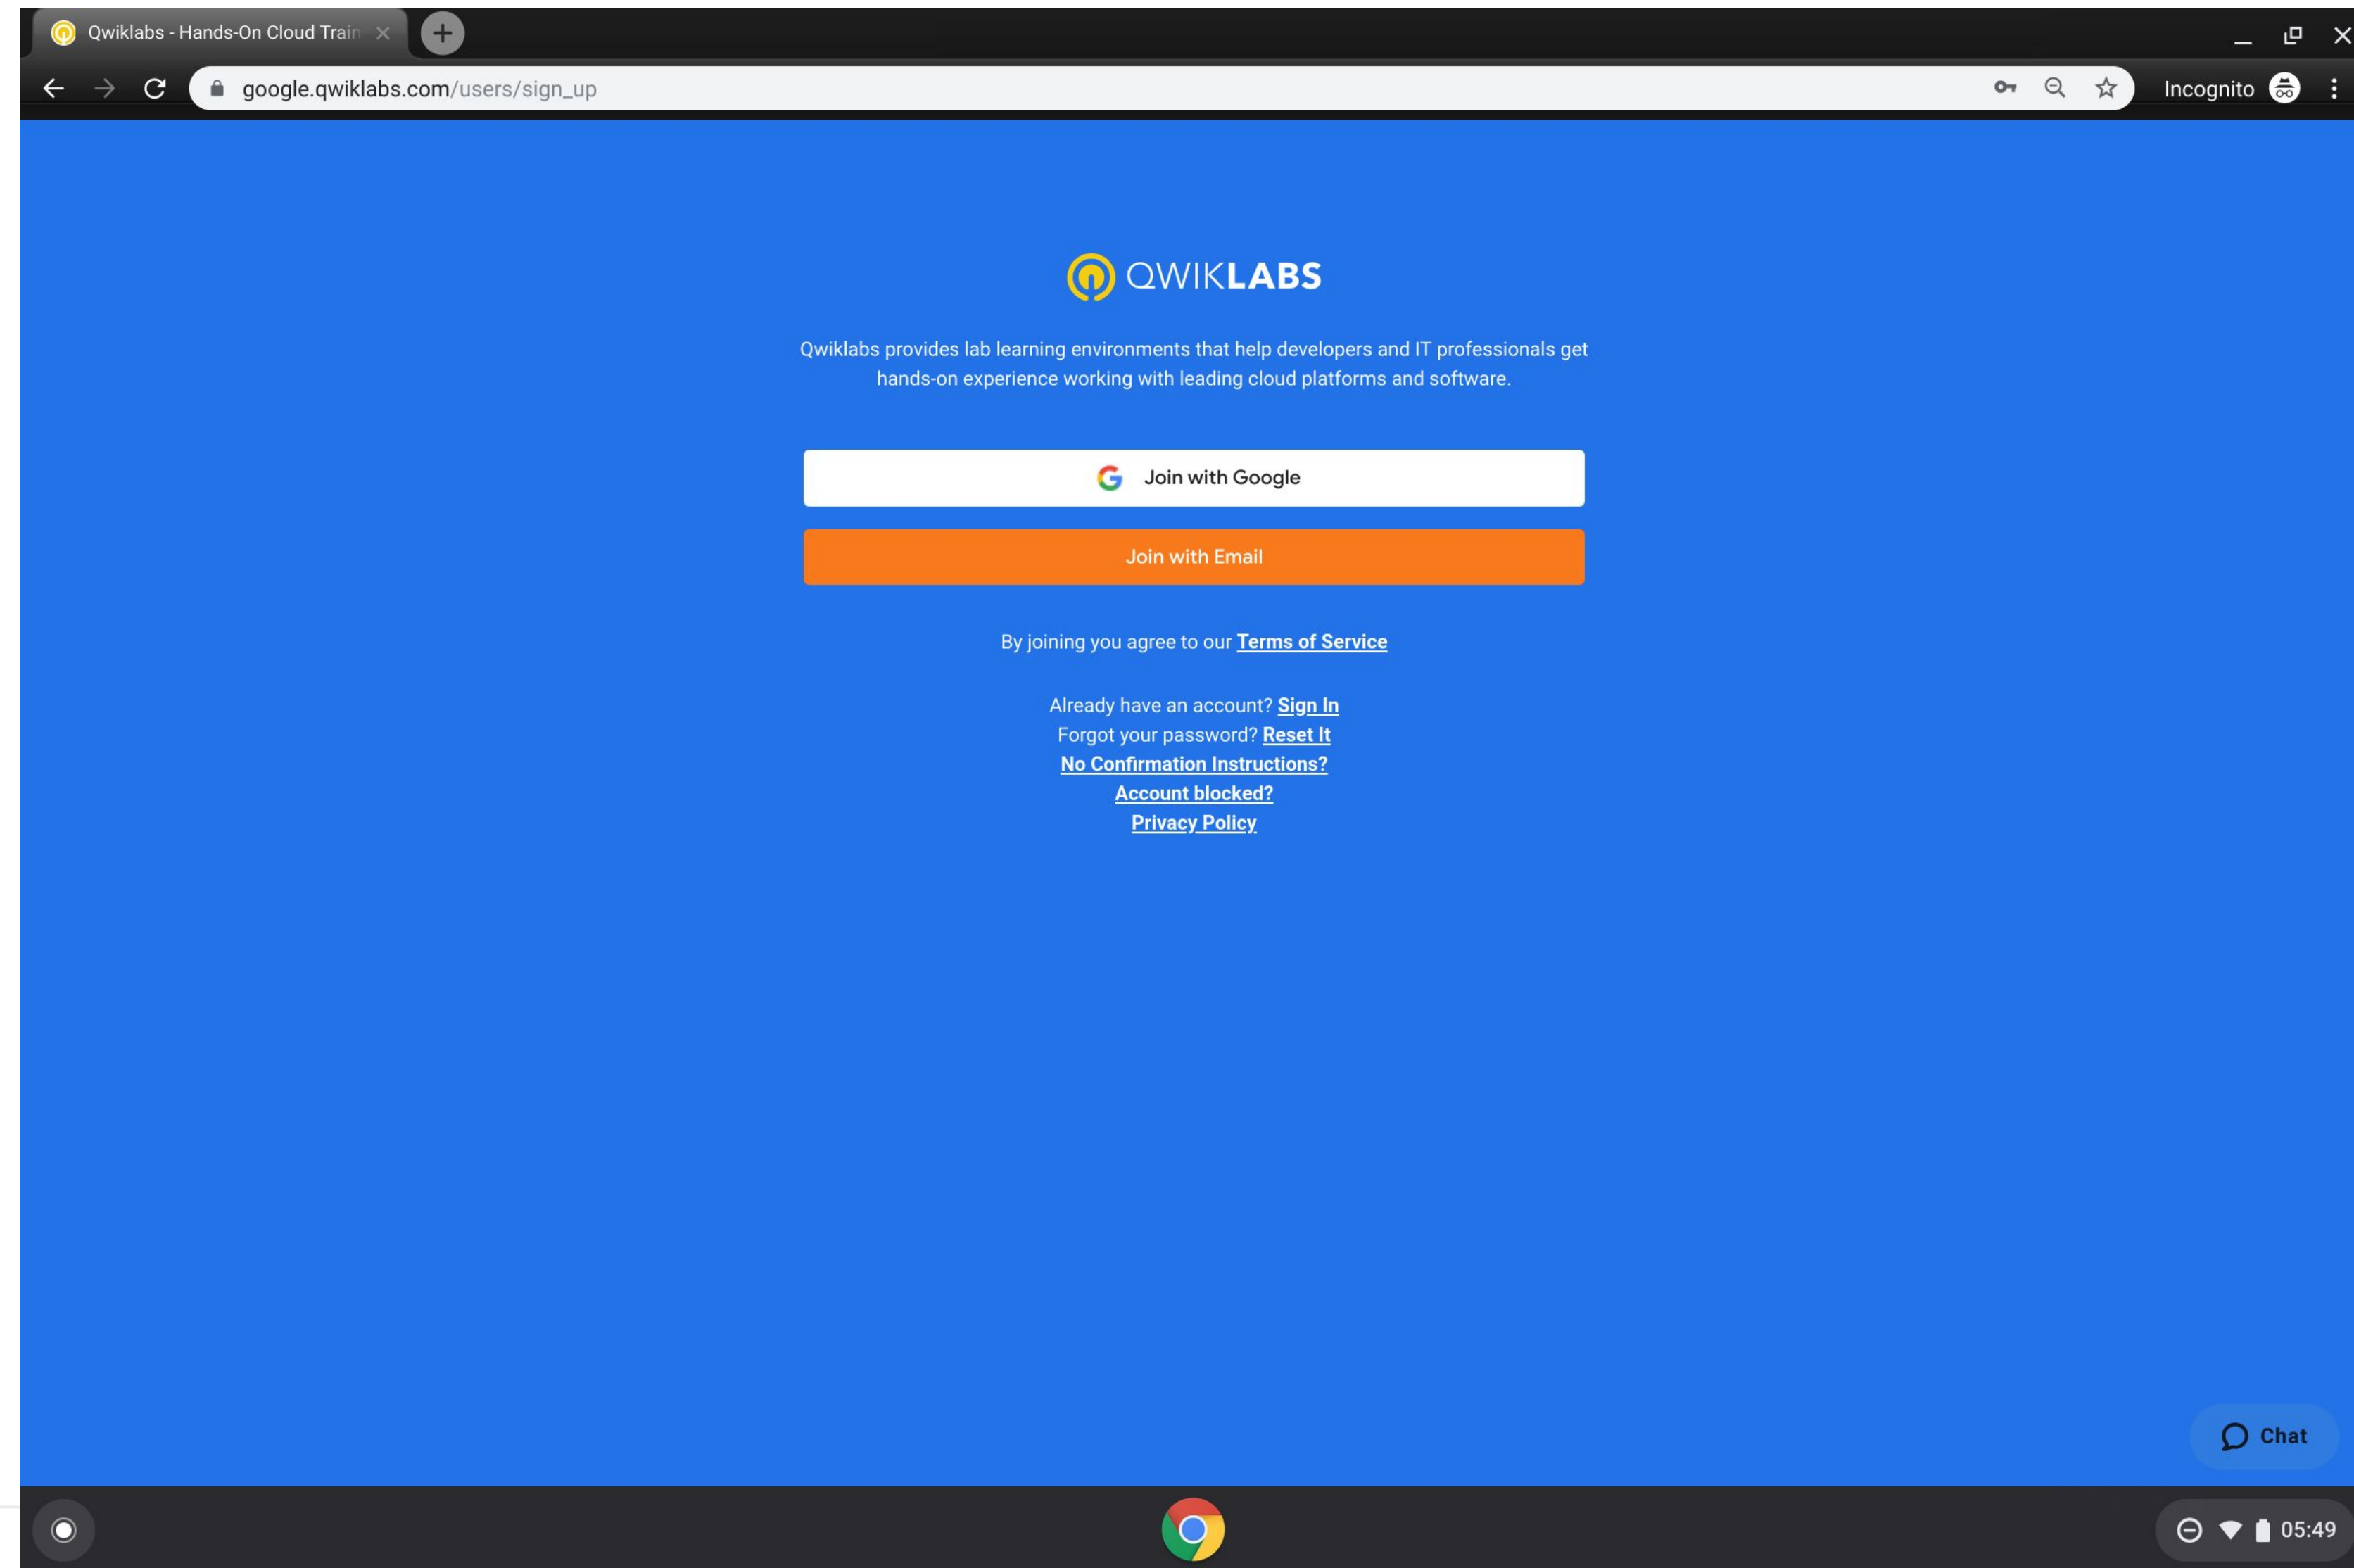 Qwiklabs - Hands-On Cloud Train
google.qwiklabs.com/users/sign_up
Incognito
QWIKLABS
Qwiklabs provides lab learning environments that help developers and IT professionals get
hands-on experience working with leading cloud platforms and software.
Join with Google
Join with Email
By joining you agree to our Terms of Service
Already have an account? Sign In
Forgot your password? Reset It
No Confirmation Instructions?
Account blocked?
Privacy Policy
Chat
05:49